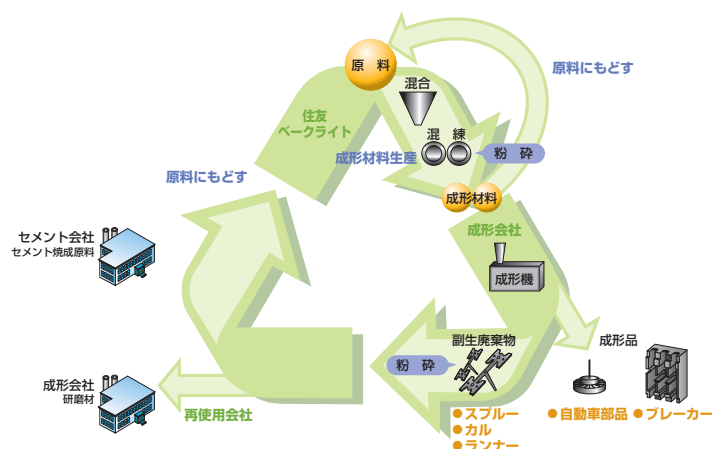 原料
混合
原料にもどす
住友
ベークライト
混練
粉砕
成形材料生産
原料にもどす
成形材料
成形会社
セメント会社
セメント焼成原料
成形機
副生廃棄物
成形品
粉砕
成形会社
研磨材
再使用会社
●スプルー
●カル
●ランナー
●自動車部品
●ブレーカー